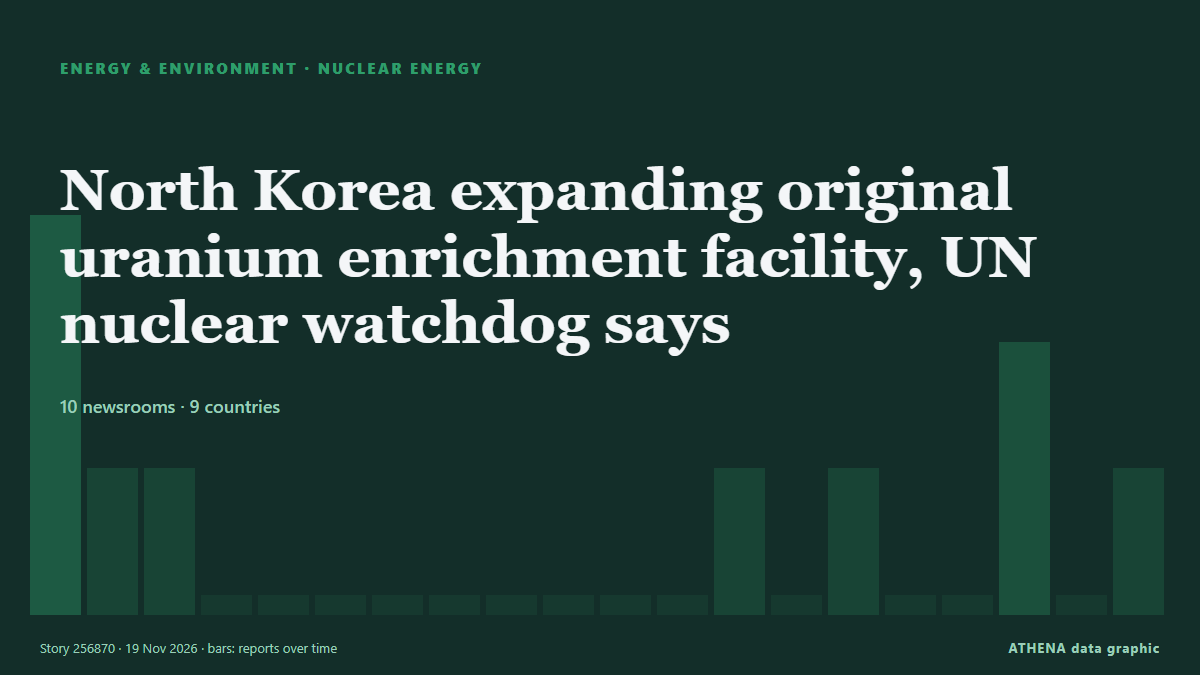 ENERGY & ENVIRONMENT · NUCLEAR ENERGY
North Korea expanding original
uranium enrichment facility, UN
nuclear watchdog says
10 newsrooms · 9 countries
Story 256870 · 19 Nov 2026 · bars: reports over time
ATHENA data graphic